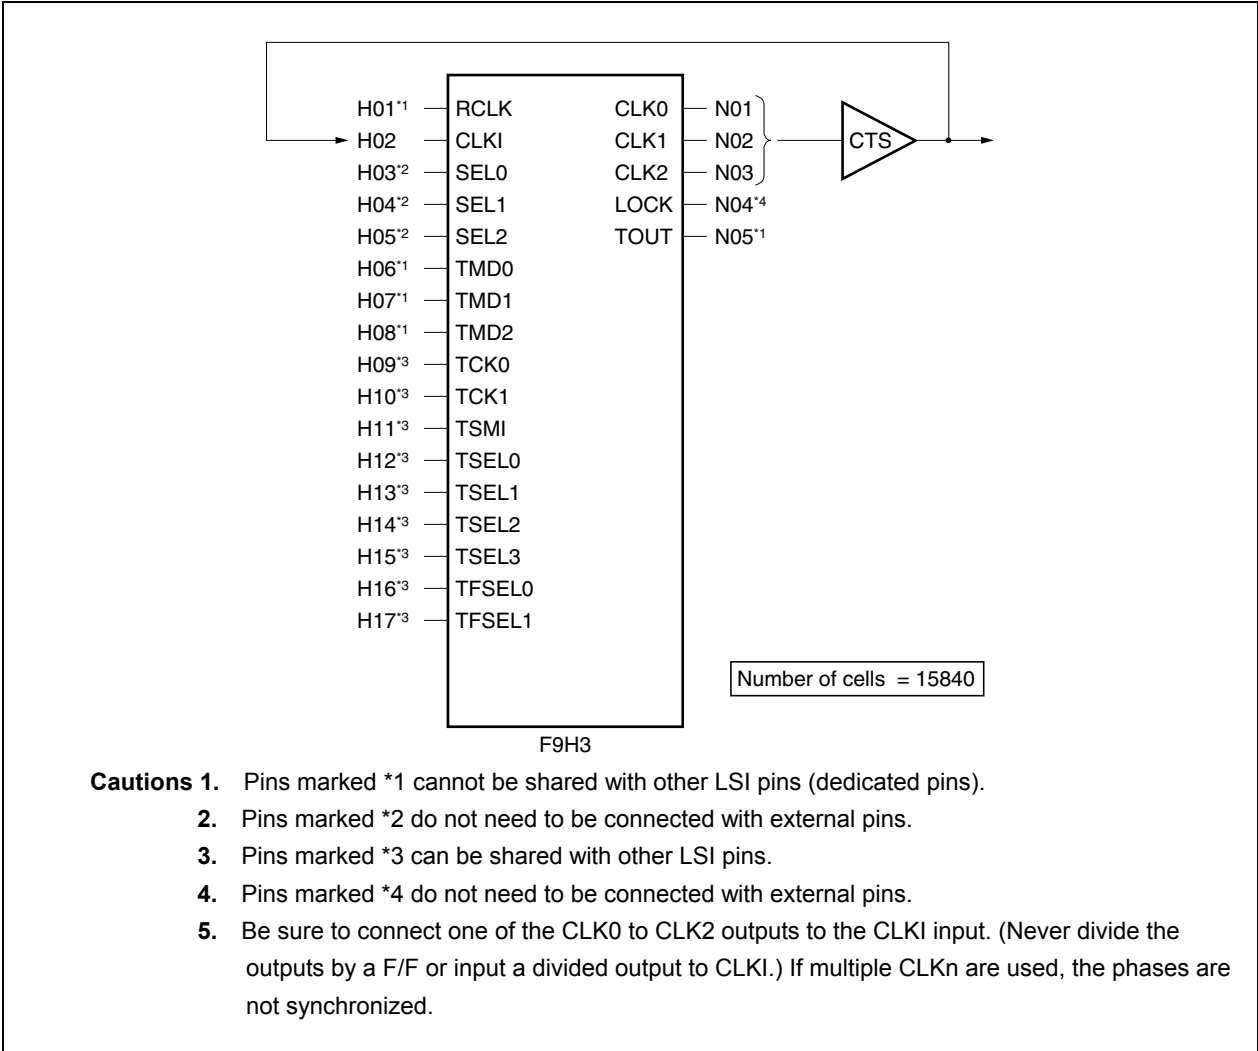 H01*1 RCLK CLK0 N01
H02 CLKI CLK1 N02 CTS
H03*2 SEL0 CLK2 N03
H04*2 SEL1 LOCK N04*4
H05*2 SEL2 TOUT N05*1
H06*1 TMD0
H07*1 TMD1
H08*1 TMD2
H09*3 TCK0
H10*3 TCK1
H11*3 TSMI
H12*3 TSEL0
H13*3 TSEL1
H14*3 TSEL2
H15*3 TSEL3
H16*3 TFSEL0
H17*3 TFSEL1
Number of cells = 15840
F9H3
Cautions 1. Pins marked *1 cannot be shared with other LSI pins (dedicated pins).
2. Pins marked *2 do not need to be connected with external pins.
3. Pins marked *3 can be shared with other LSI pins.
4. Pins marked *4 do not need to be connected with external pins.
5. Be sure to connect one of the CLK0 to CLK2 outputs to the CLKI input. (Never divide the
outputs by a F/F or input a divided output to CLKI.) If multiple CLKn are used, the phases are
not synchronized.